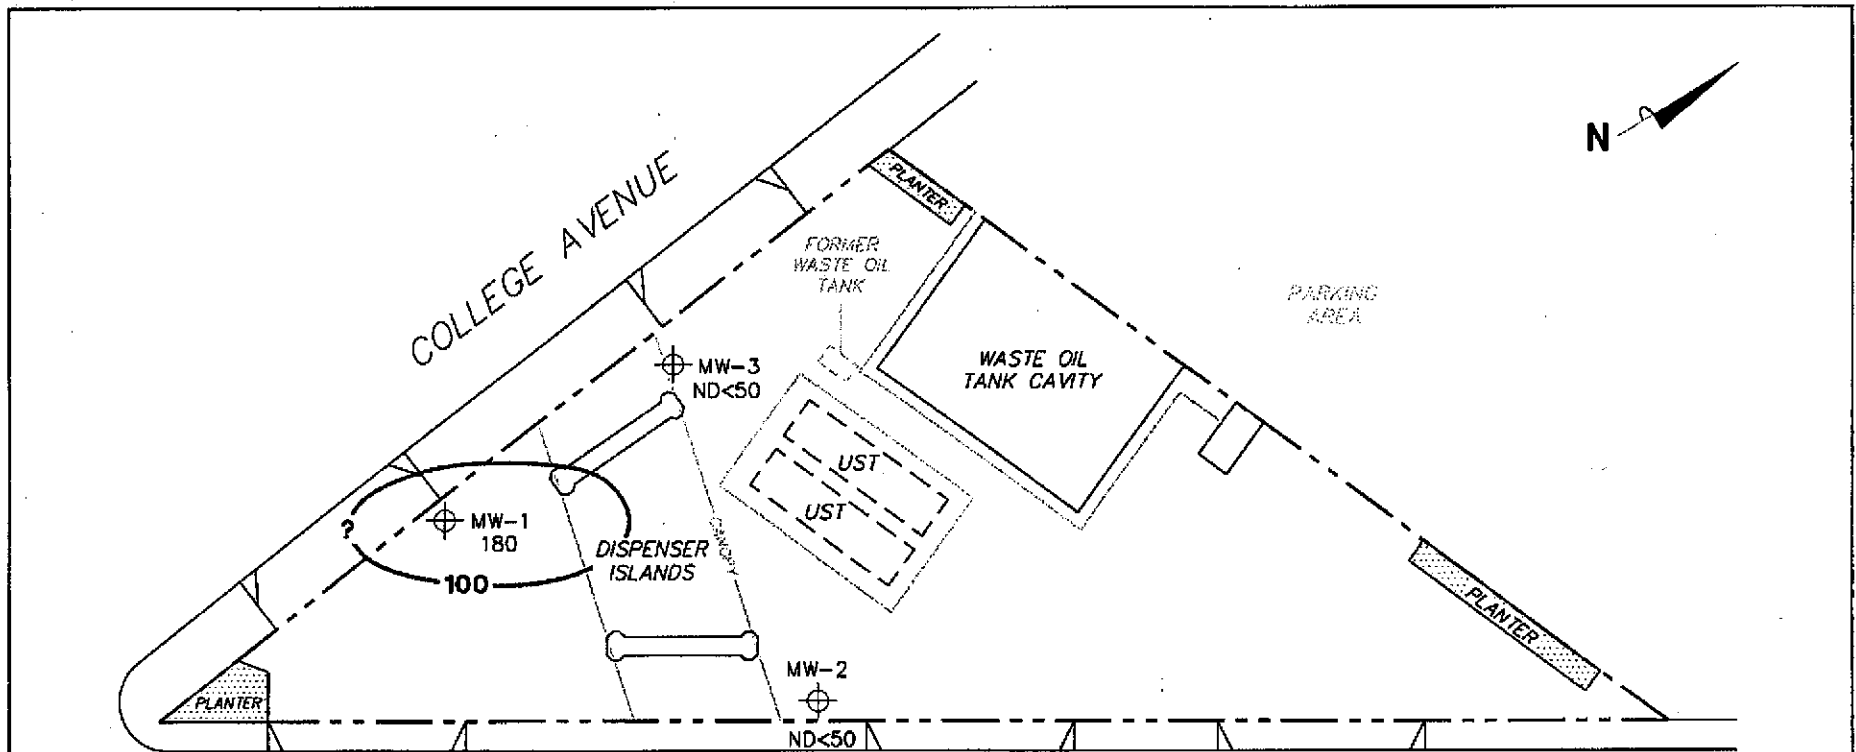 N
COLLEGE AVENUE
PLANTER
FORMER
WASTE OIL
TANK
PARKING
AREA
WASTE OIL
TANK CAVITY
MW-3
ND<50
UST
UST
?
MW-1
180
CANOPY
DISPENSER
ISLANDS
100
PLANTER
MW-2
PLANTER
ND<50